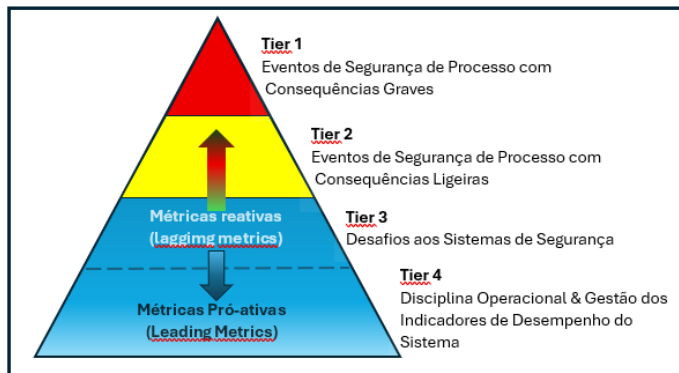 Tier 1
Eventos de Segurança de Processo com
Consequências Graves
Tier 2
Eventos de Segurança de Processo com
Consequências Ligeiras
Métricas reativas
(laggimg metrics)
Tier 3
Desafios aos Sistemas de Segurança
Tier 4
Disciplina Operacional & Gestão dos
Indicadores de Desempenho do
Sistema
Métricas Pró-ativas
(Leading Metrics)